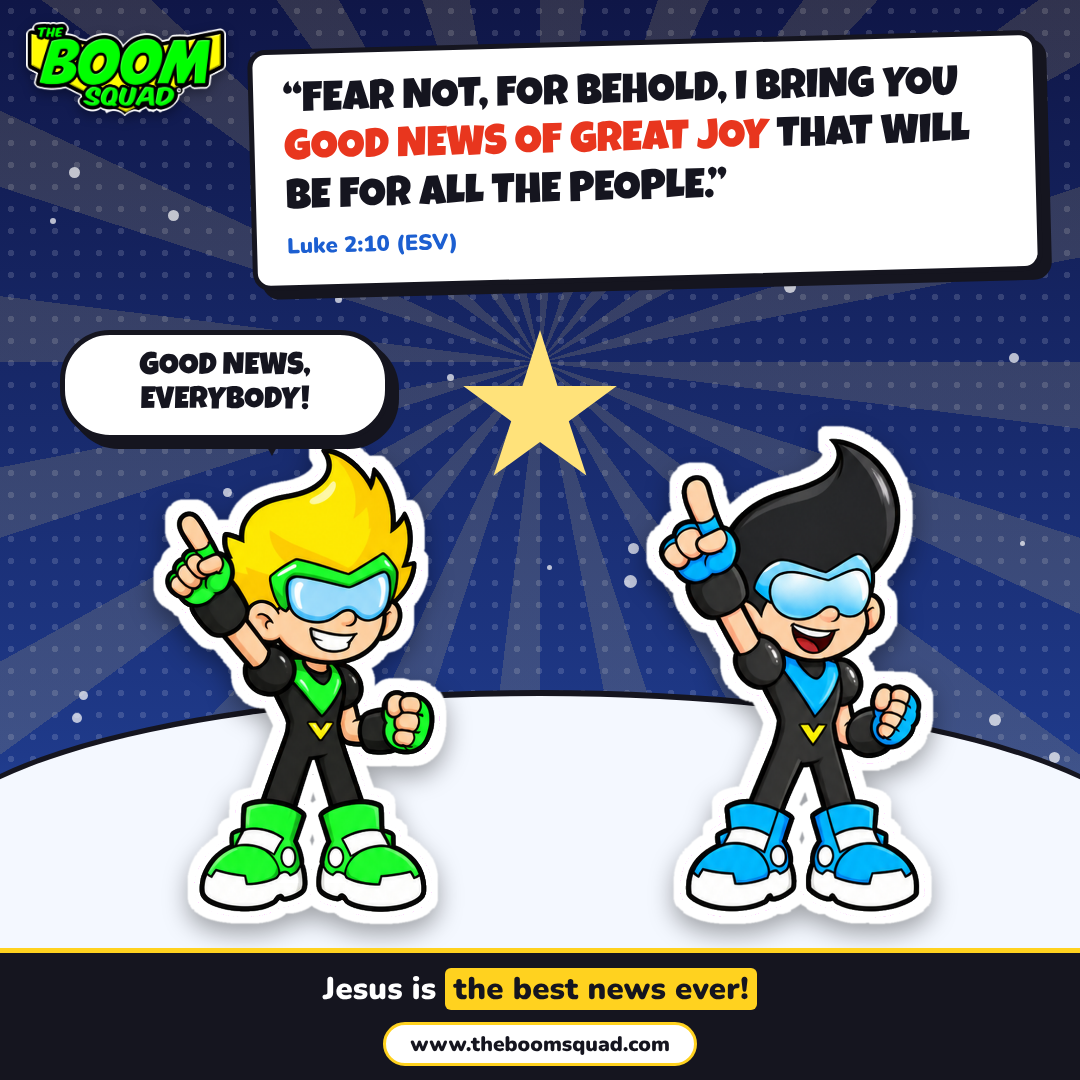 THE
BOOM
SQUAD
“FEAR NOT, FOR BEHOLD, I BRING YOU
GOOD NEWS OF GREAT JOY THAT WILL
BE FOR ALL THE PEOPLE.”
Luke 2:10 (ESV)
GOOD NEWS,
EVERYBODY!
Jesus is the best news ever!
www.theboomsquad.com